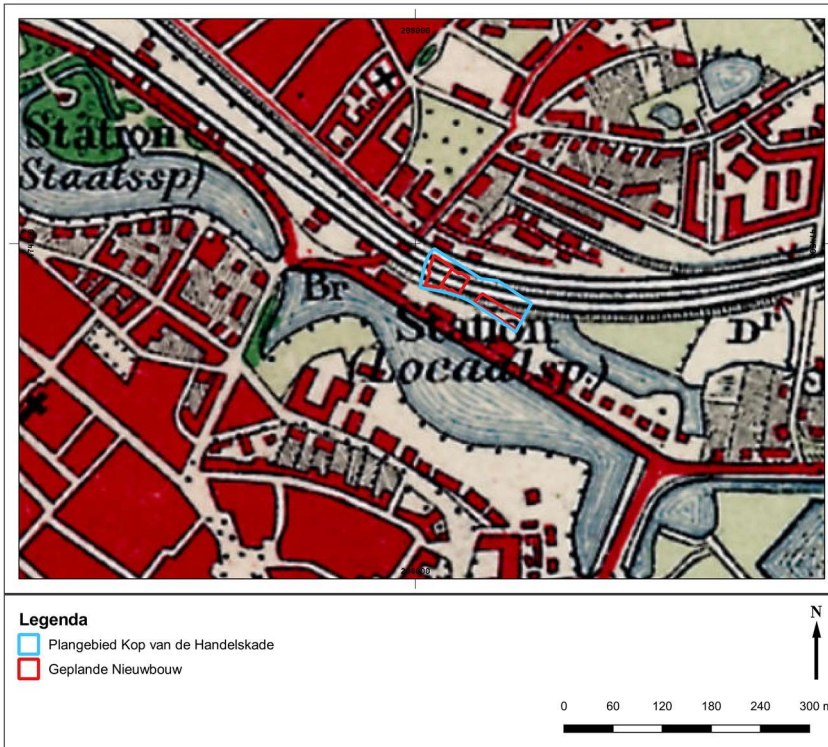 Station
(Staatssp)
Br
Station
(Locaalsp)
Dr
Legenda
Plangebied Kop van de Handelskade
Geplande Nieuwbouw
N
0 60 120 180 240 300 m